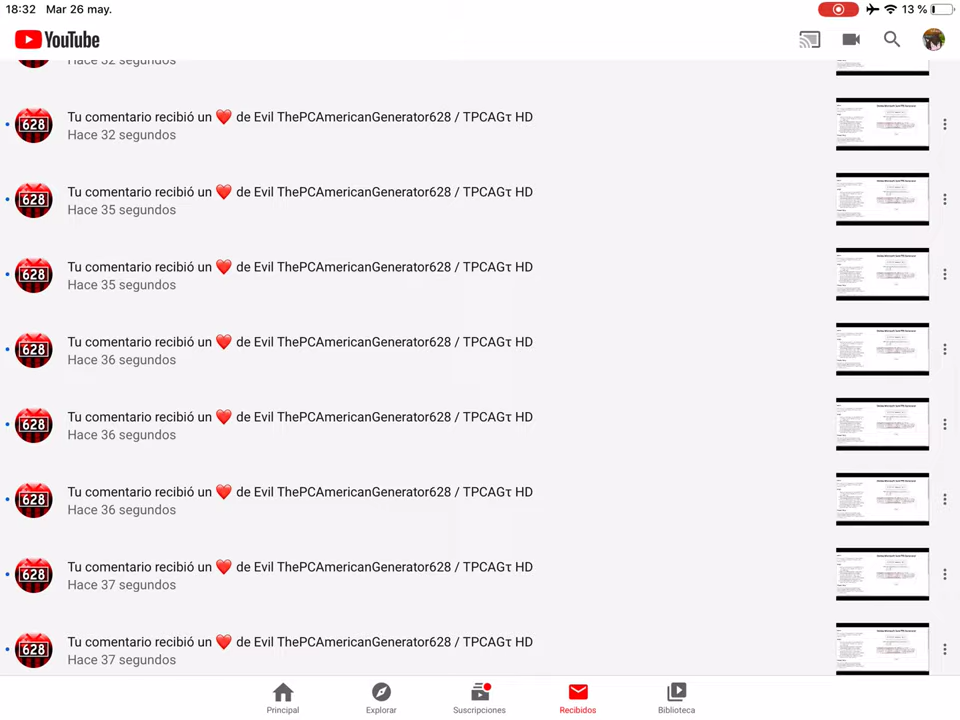 18:32 Mar 26 may. 13 %
YouTube
Hace 32 segundos
628 Tu comentario recibió un ❤️ de Evil ThePCAmericanGenerator628 / TPCAGτ HD
Hace 32 segundos
628 Tu comentario recibió un ❤️ de Evil ThePCAmericanGenerator628 / TPCAGτ HD
Hace 35 segundos
628 Tu comentario recibió un ❤️ de Evil ThePCAmericanGenerator628 / TPCAGτ HD
Hace 35 segundos
628 Tu comentario recibió un ❤️ de Evil ThePCAmericanGenerator628 / TPCAGτ HD
Hace 36 segundos
628 Tu comentario recibió un ❤️ de Evil ThePCAmericanGenerator628 / TPCAGτ HD
Hace 36 segundos
628 Tu comentario recibió un ❤️ de Evil ThePCAmericanGenerator628 / TPCAGτ HD
Hace 36 segundos
628 Tu comentario recibió un ❤️ de Evil ThePCAmericanGenerator628 / TPCAGτ HD
Hace 37 segundos
628 Tu comentario recibió un ❤️ de Evil ThePCAmericanGenerator628 / TPCAGτ HD
Hace 37 segundos
Principal Explorar Suscripciones Recibidos Biblioteca